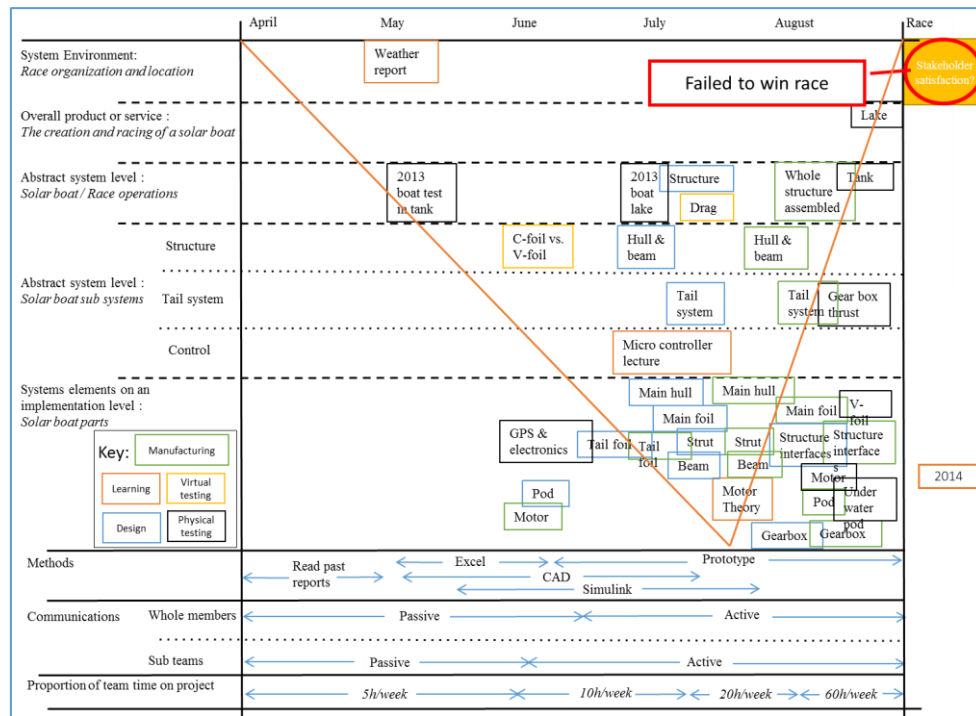 April May June July August Race
System Environment:
Race organization and location
Weather
report
Failed to win race
Stakeholder
satisfaction?
Overall product or service :
The creation and racing of a solar boat
Lake
Abstract system level :
Solar boat / Race operations
2013
boat test
in tank
2013
boat
lake
Structure
Drag
Whole
structure
assembled
Tank
Structure
C-foil vs.
V-foil
Hull &
beam
Hull &
beam
Abstract system level :
Solar boat sub systems
Tail system
Tail
system
Tail
system
Gear box
thrust
Control
Micro controller
lecture
Systems elements on an
implementation level :
Solar boat parts
Main hull
Main hull
Main foil
Main foil
V-
foil
GPS &
electronics
Tail foil
Tail
foil
Strut
Strut
Structure
interfaces
Structure
interface
s
Beam
Beam
Motor
Pod
Motor
Motor
Theory
Pod
Under
water
pod
Gearbox
Gearbox
Key:
Manufacturing
Learning
Virtual
testing
Design
Physical
testing
2014
Methods
Read past
reports
Excel
CAD
Simulink
Prototype
Communications
Whole members
Passive
Active
Sub teams
Passive
Active
Proportion of team time on project
5h/week
10h/week
20h/week
60h/week